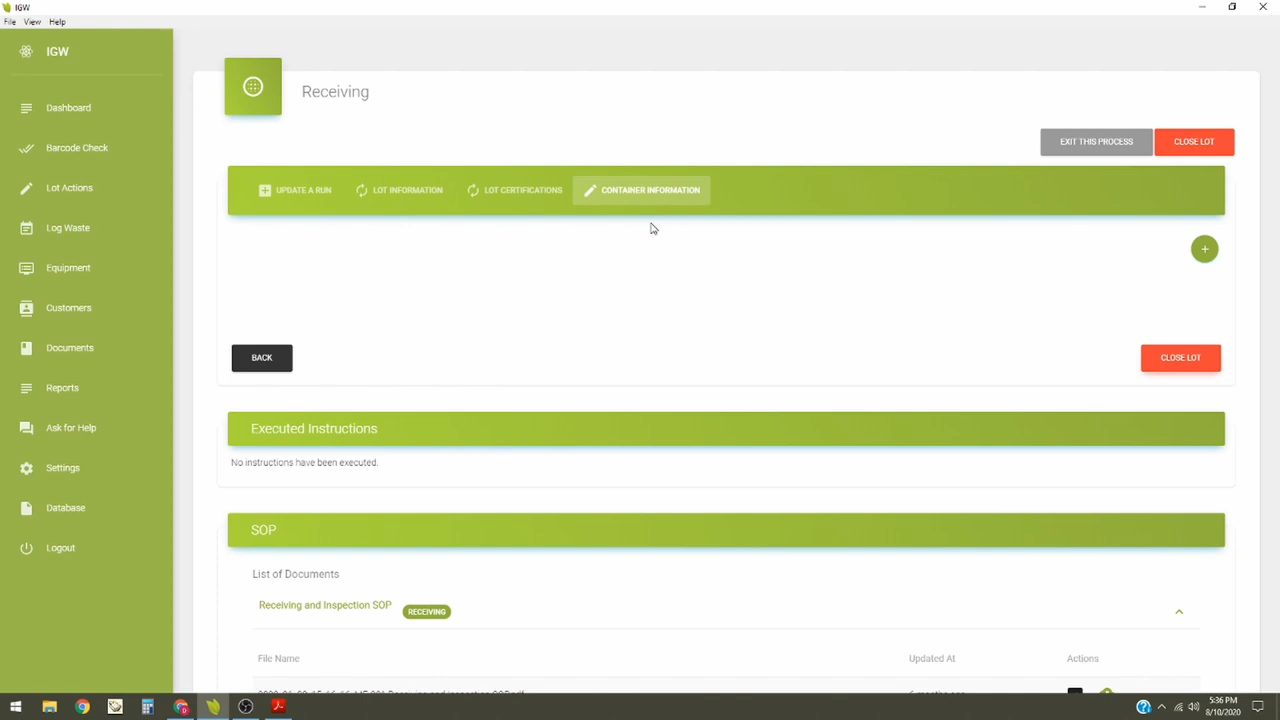 IGW
File View Help
IGW
Dashboard
Barcode Check
Lot Actions
Log Waste
Equipment
Customers
Documents
Reports
Ask for Help
Settings
Database
Logout
Receiving
EXIT THIS PROCESS CLOSE LOT
UPDATE A RUN LOT INFORMATION LOT CERTIFICATIONS CONTAINER INFORMATION
BACK CLOSE LOT
Executed Instructions
No instructions have been executed.
SOP
List of Documents
Receiving and Inspection SOP RECEIVING
File Name Updated At Actions
5:36 PM
8/10/2020